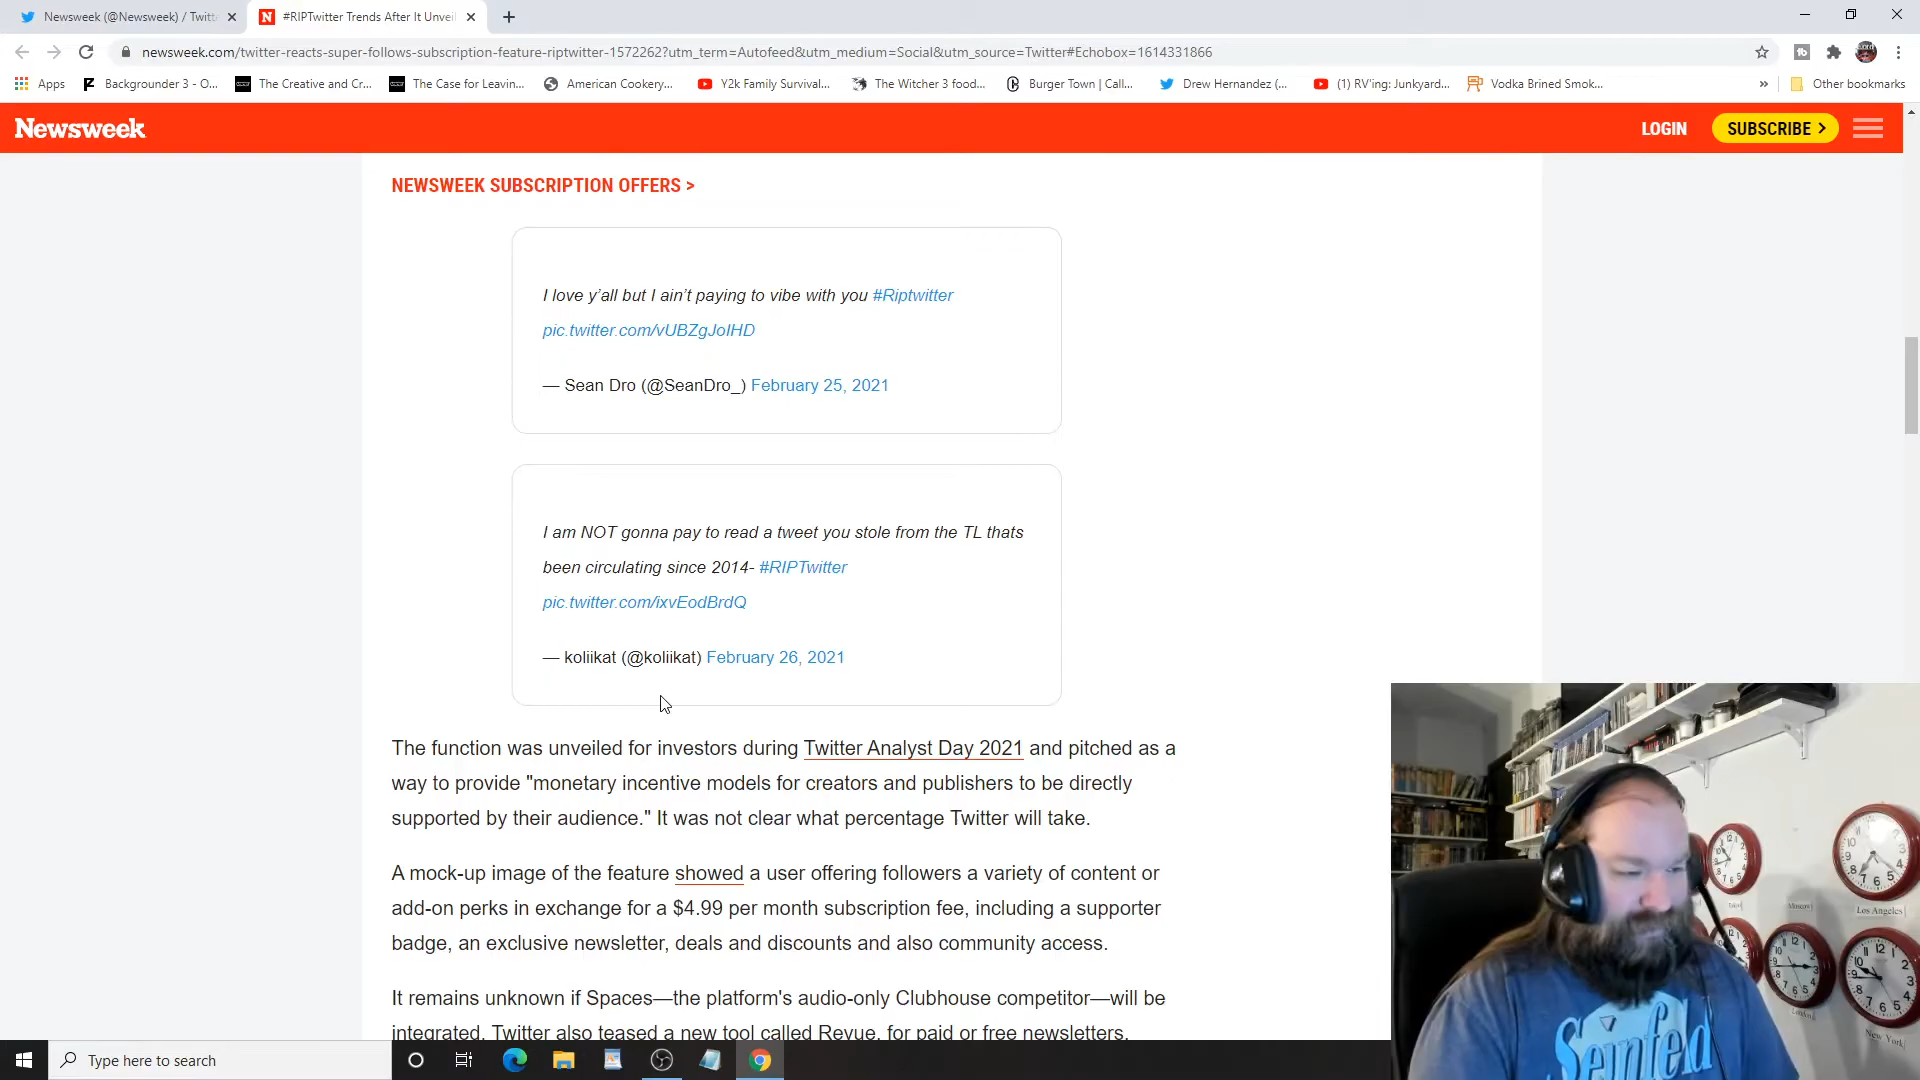 Newsweek (@Newsweek) / Twitt
#RIPTwitter Trends After It Unveil
newsweek.com/twitter-reacts-super-follows-subscription-feature-riptwitter-1572262?utm_term=Autofeed&utm_medium=Social&utm_source=Twitter#Echobox=1614331866
Apps
Backgrounder 3 - O...
The Creative and Cr...
The Case for Leavin...
American Cookery...
Y2k Family Survival...
The Witcher 3 food...
Burger Town | Call...
Drew Hernandez (...
(1) RV'ing: Junkyard...
Vodka Brined Smok...
»
Other bookmarks
Newsweek
LOGIN
SUBSCRIBE >
NEWSWEEK SUBSCRIPTION OFFERS >
I love y’all but I ain’t paying to vibe with you #Riptwitter
pic.twitter.com/vUBZgJoIHD
— Sean Dro (@SeanDro_) February 25, 2021
I am NOT gonna pay to read a tweet you stole from the TL thats
been circulating since 2014- #RIPTwitter
pic.twitter.com/ixvEodBrdQ
— koliikat (@koliikat) February 26, 2021
The function was unveiled for investors during Twitter Analyst Day 2021 and pitched as a
way to provide "monetary incentive models for creators and publishers to be directly
supported by their audience." It was not clear what percentage Twitter will take.
A mock-up image of the feature showed a user offering followers a variety of content or
add-on perks in exchange for a $4.99 per month subscription fee, including a supporter
badge, an exclusive newsletter, deals and discounts and also community access.
It remains unknown if Spaces—the platform's audio-only Clubhouse competitor—will be
integrated. Twitter also teased a new tool called Revue, for paid or free newsletters.
Los Angeles
Moscow
London
New York
Seinfeld
Type here to search